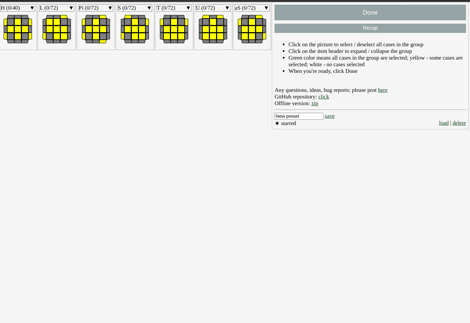 H (0/40) ▼ L (0/72) ▼ Pi (0/72) ▼ S (0/72) ▼ T (0/72) ▼ U (0/72) ▼ aS (0/72) ▼
Done
Recap
• Click on the picture to select / deselect all cases in the group
• Click on the item header to expand / collapse the group
• Green color means all cases in the group are selected; yellow - some cases are
selected; white - no cases selected
• When you're ready, click Done
Any questions, ideas, bug reports: please post here
GitHub repository: click
Offline version: zip
New preset save
★ starred load | delete